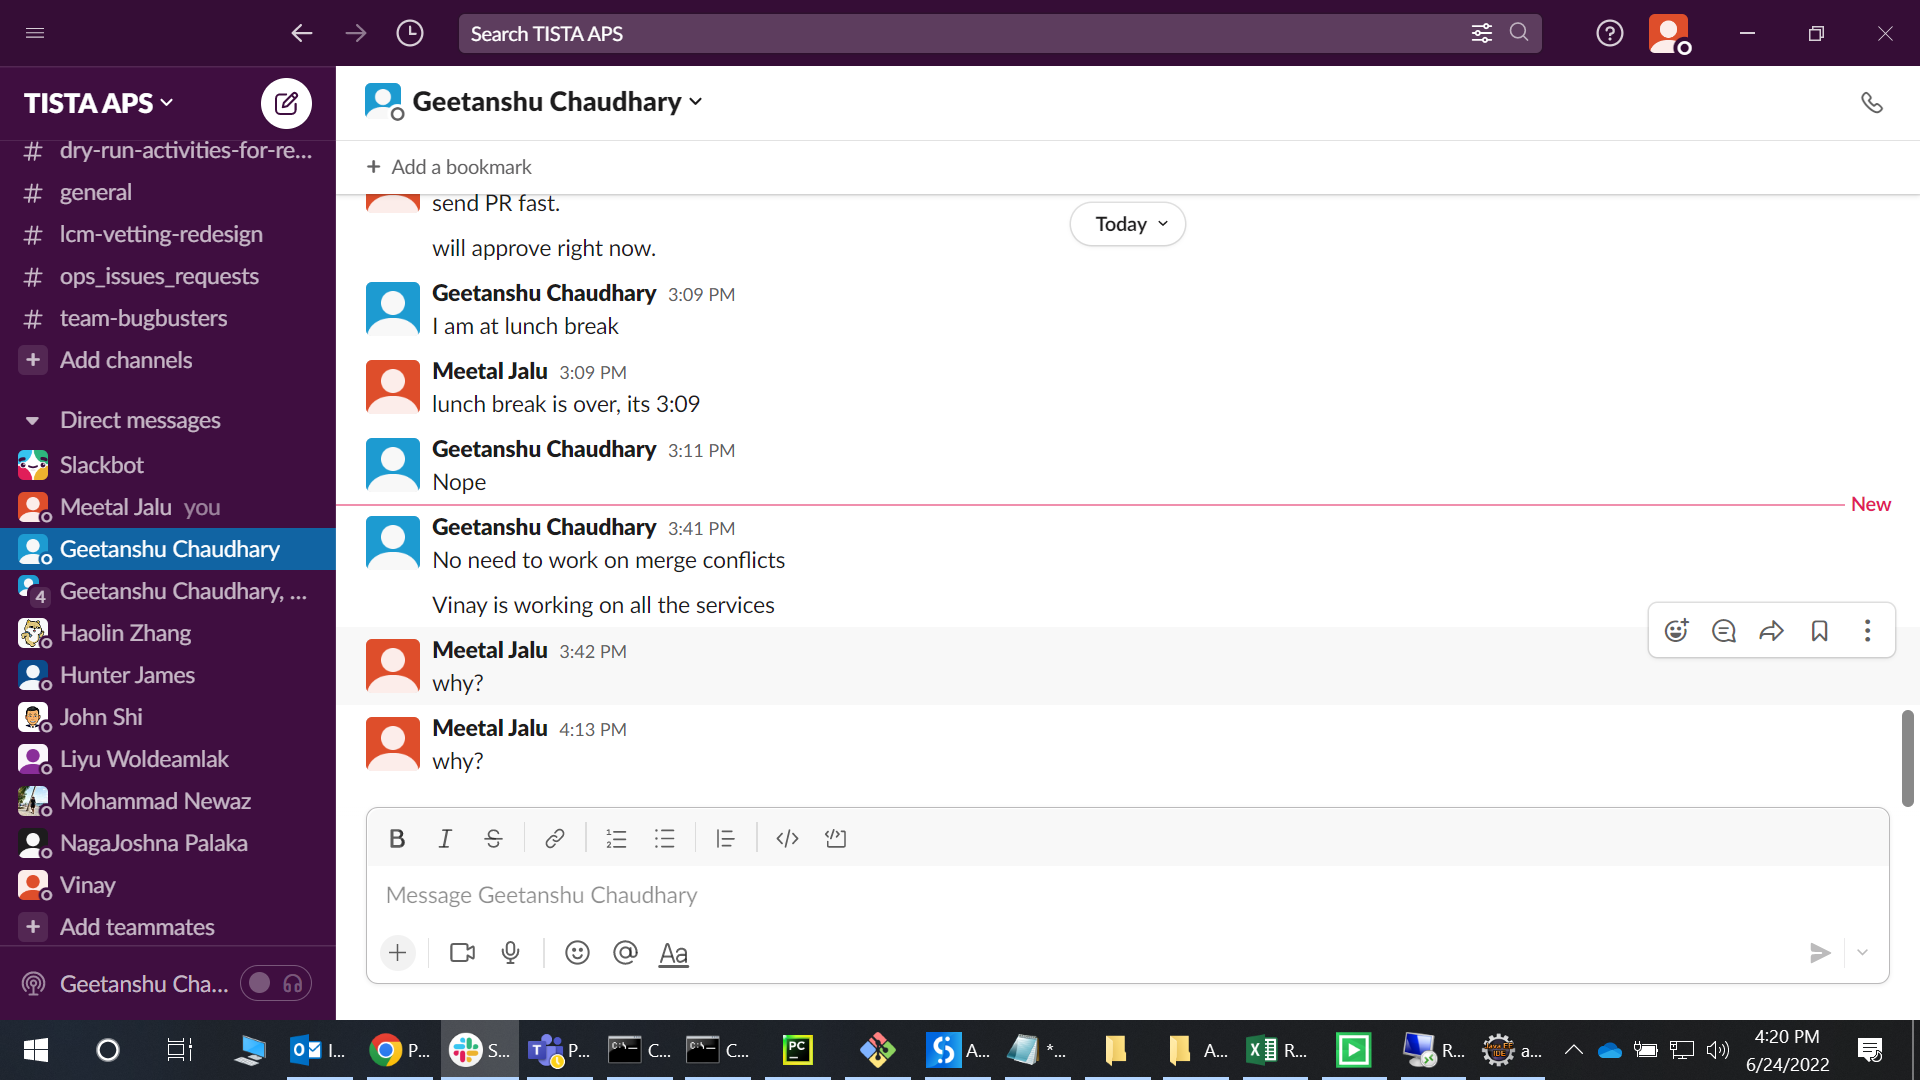 Search TISTA APS
TISTA APS
# dry-run-activities-for-re...
# general
# lcm-vetting-redesign
# ops_issues_requests
# team-bugbusters
+ Add channels
Direct messages
Slackbot
Meetal Jalu you
Geetanshu Chaudhary
4 Geetanshu Chaudhary, ...
Haolin Zhang
Hunter James
John Shi
Liyu Woldeamlak
Mohammad Newaz
NagaJoshna Palaka
Vinay
+ Add teammates
Geetanshu Cha...
Geetanshu Chaudhary
+ Add a bookmark
send PR fast.
Today
will approve right now.
Geetanshu Chaudhary 3:09 PM
I am at lunch break
Meetal Jalu 3:09 PM
lunch break is over, its 3:09
Geetanshu Chaudhary 3:11 PM
Nope
New
Geetanshu Chaudhary 3:41 PM
No need to work on merge conflicts
Vinay is working on all the services
Meetal Jalu 3:42 PM
why?
Meetal Jalu 4:13 PM
why?
B I S
Message Geetanshu Chaudhary
+ @ Aa
I... P... S... P... C... C... PC A... *... A... R... R... a...
4:20 PM
6/24/2022